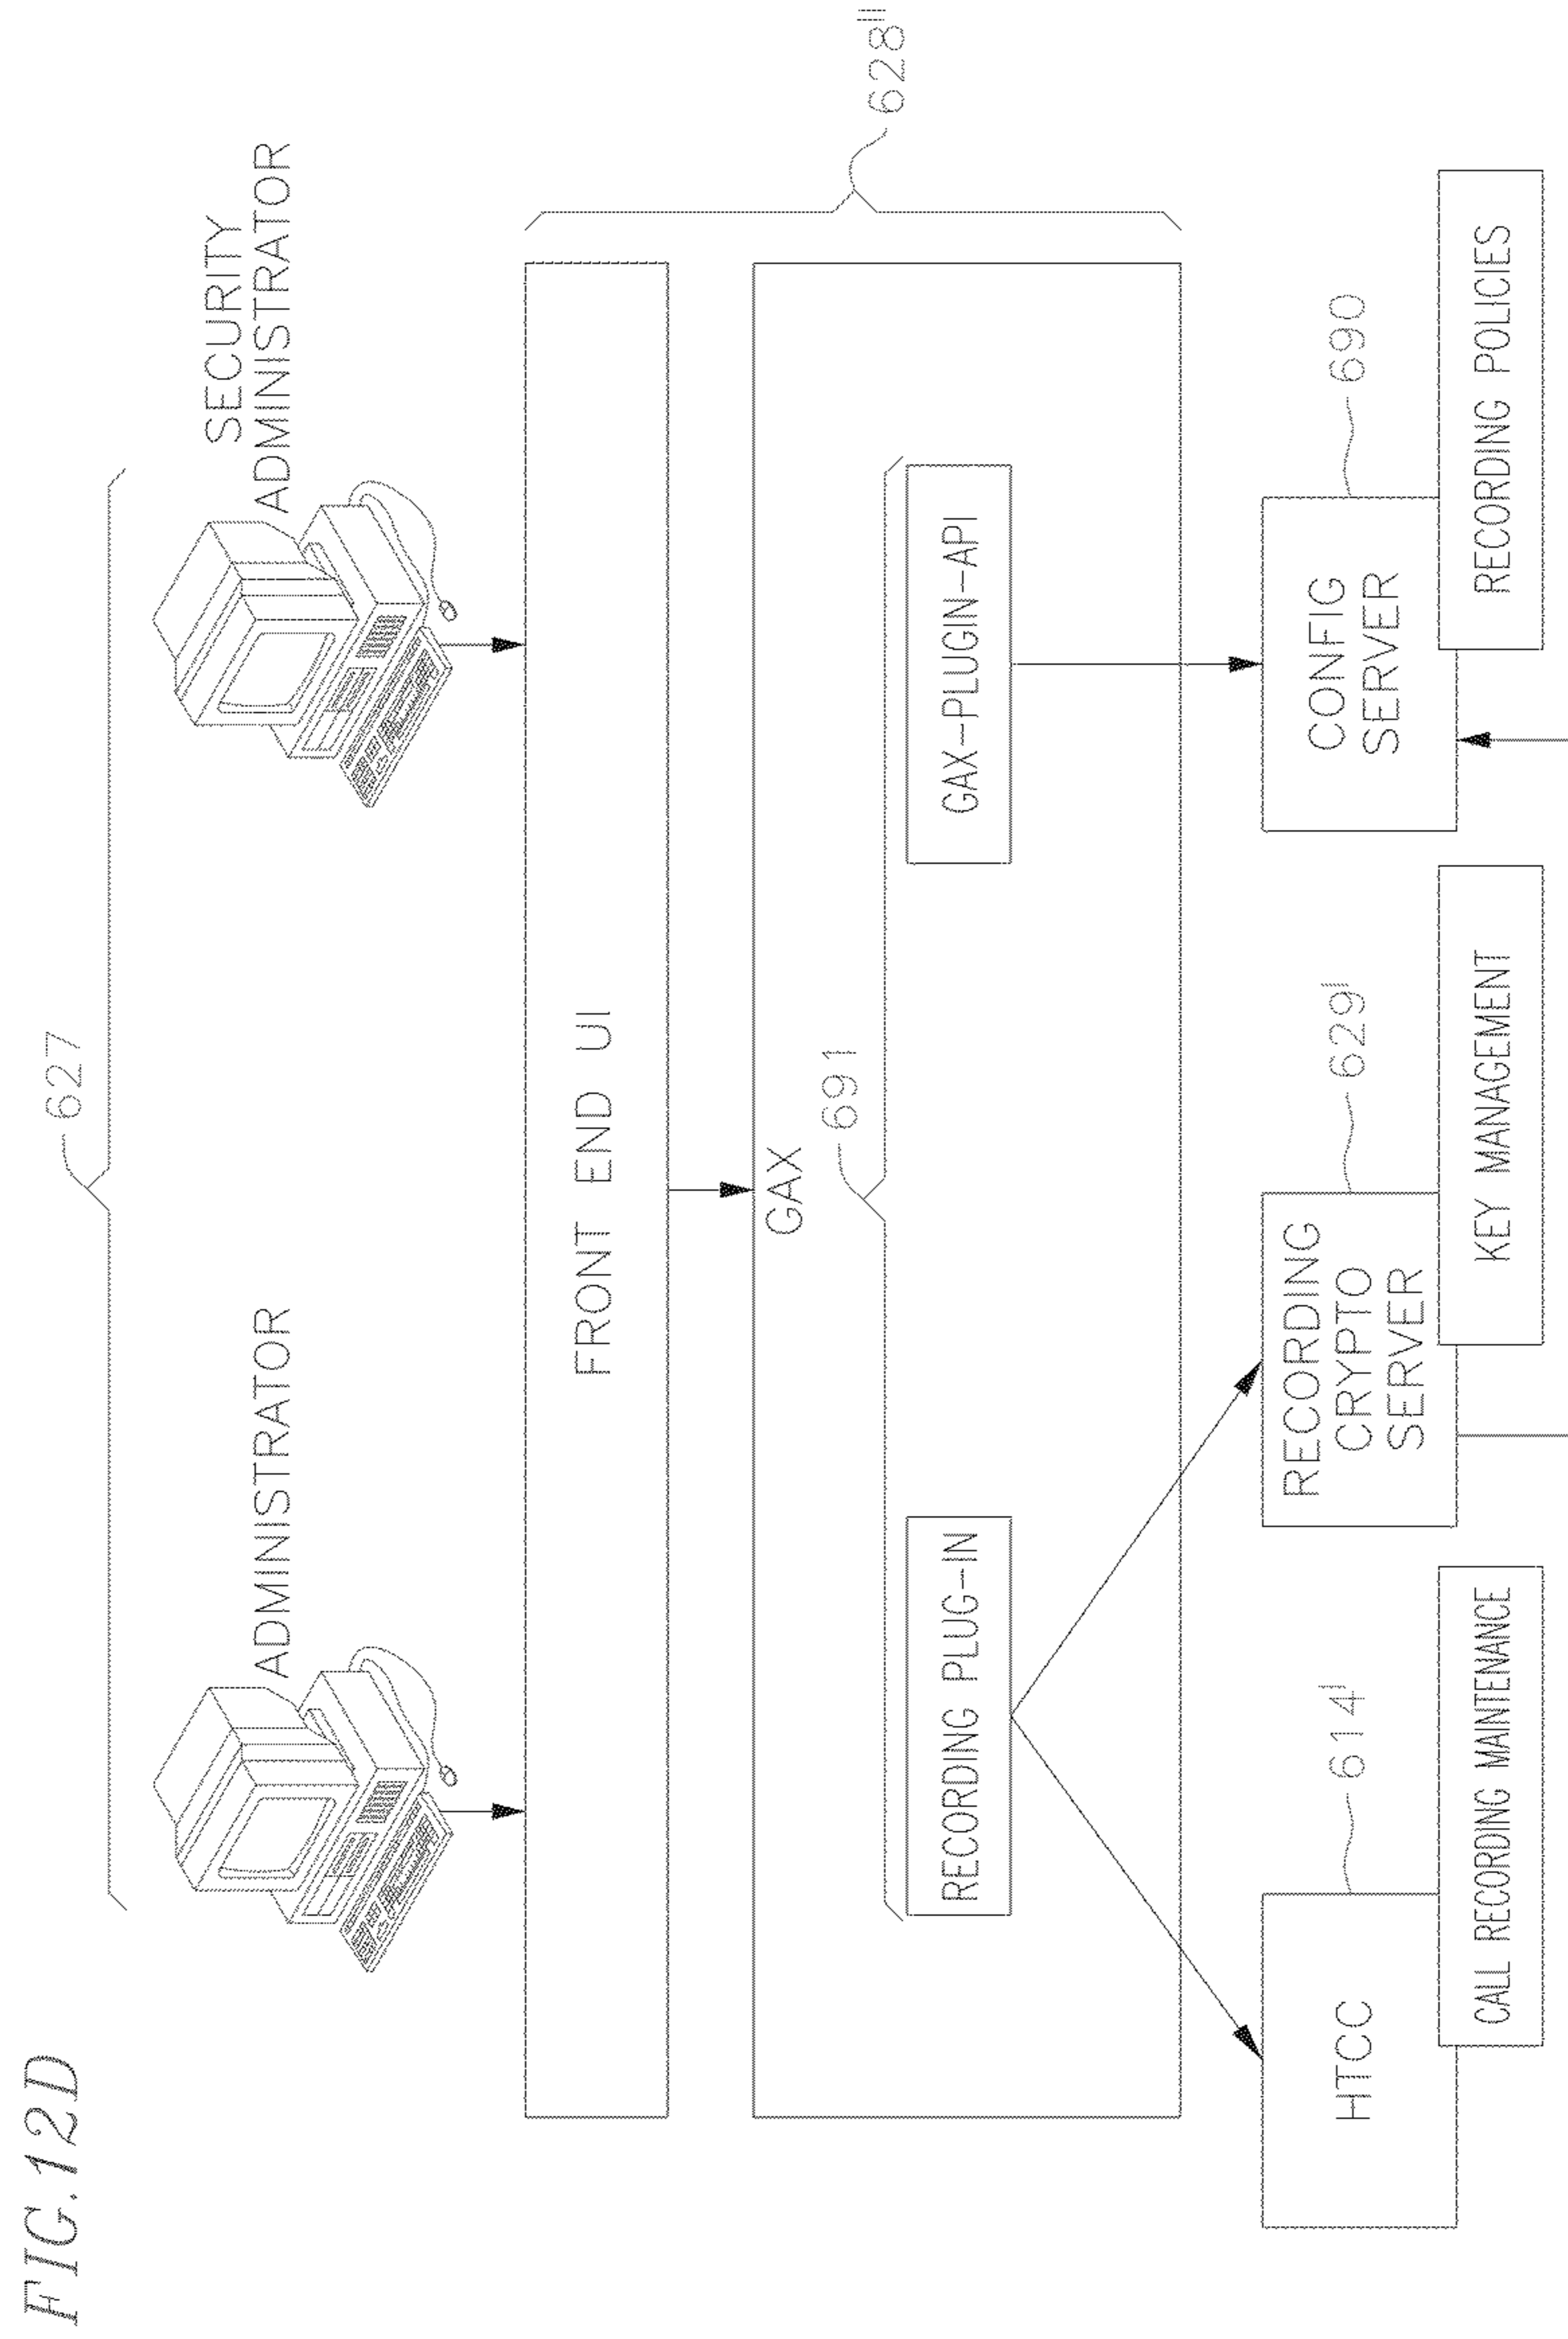 FIG. 12D
627
ADMINISTRATOR
SECURITY
ADMINISTRATOR
FRONT END UI
628'''
GAX
691
RECORDING PLUG-IN
GAX-PLUGIN-API
HTCC
614'
CALL RECORDING MAINTENANCE
RECORDING
CRYPTO
SERVER
629'
KEY MANAGEMENT
CONFIG
SERVER
690
RECORDING POLICIES